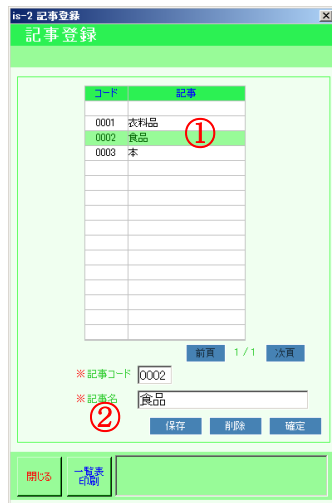 is-2 記事登録
記事登録
コード 記事
0001 衣料品
0002 食品
0003 本
①
前頁 1/1 次頁
※記事コード 0002
※記事名 食品
②
保存 削除 確定
閉じる 一覧表
印刷